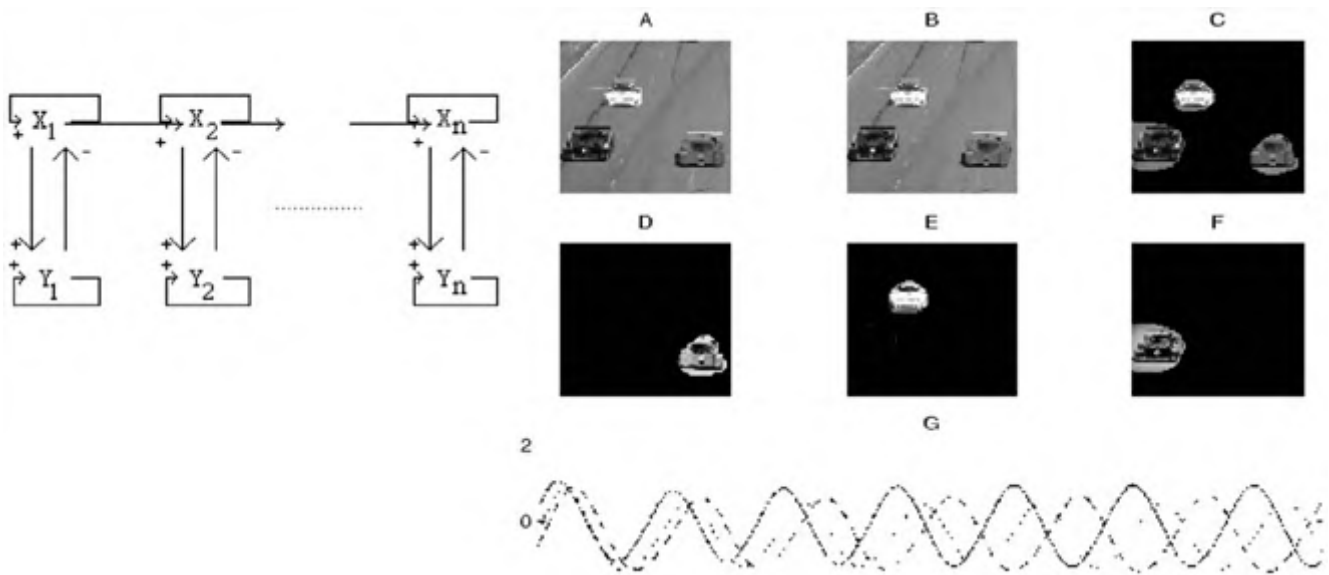 A B C
X1 X2 Xn
+ + +
- - -
+ + +
+ + +
Y1 Y2 Yn
D E F
G
2
0